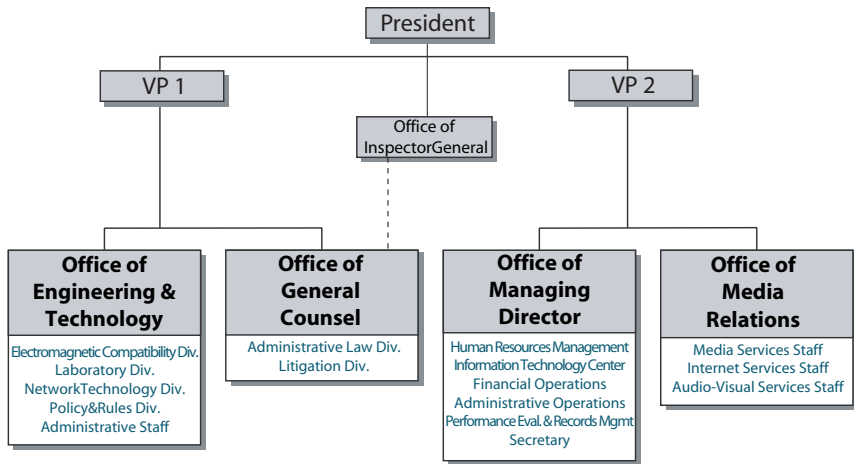 President
VP 1
VP 2
Office of
InspectorGeneral
Office of
Engineering &
Technology
Electromagnetic Compatibility Div.
Laboratory Div.
NetworkTechnology Div.
Policy&Rules Div.
Administrative Staff
Office of
General
Counsel
Administrative Law Div.
Litigation Div.
Office of
Managing
Director
Human Resources Management
Information Technology Center
Financial Operations
Administrative Operations
Performance Eval. & Records Mgmt
Secretary
Office of
Media
Relations
Media Services Staff
Internet Services Staff
Audio-Visual Services Staff